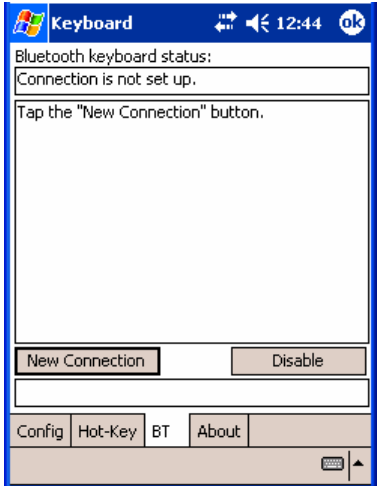 Keyboard 12:44 ok
Bluetooth keyboard status:
Connection is not set up.
Tap the "New Connection" button.
New Connection Disable
Config Hot-Key BT About